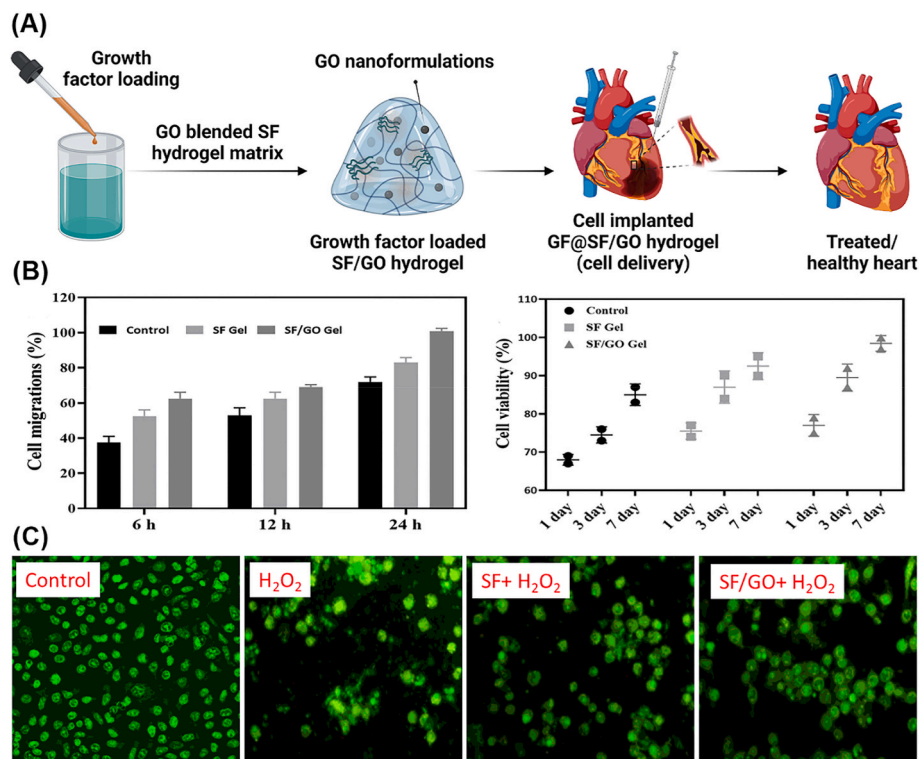 (A)
Growth
factor loading
GO blended SF
hydrogel matrix
GO nanoformulations
Growth factor loaded
SF/GO hydrogel
Cell implanted
GF@SF/GO hydrogel
(cell delivery)
Treated/
healthy heart
(B)
Cell migrations (%)
120
100
80
60
40
20
0
Control
SF Gel
SF/GO Gel
6 h
12 h
24 h
Cell viability (%)
110
100
90
80
70
60
Control
SF Gel
SF/GO Gel
1 day
3 day
7 day
1 day
3 day
7 day
1 day
3 day
7 day
(C)
Control
H₂O₂
SF+ H₂O₂
SF/GO+ H₂O₂